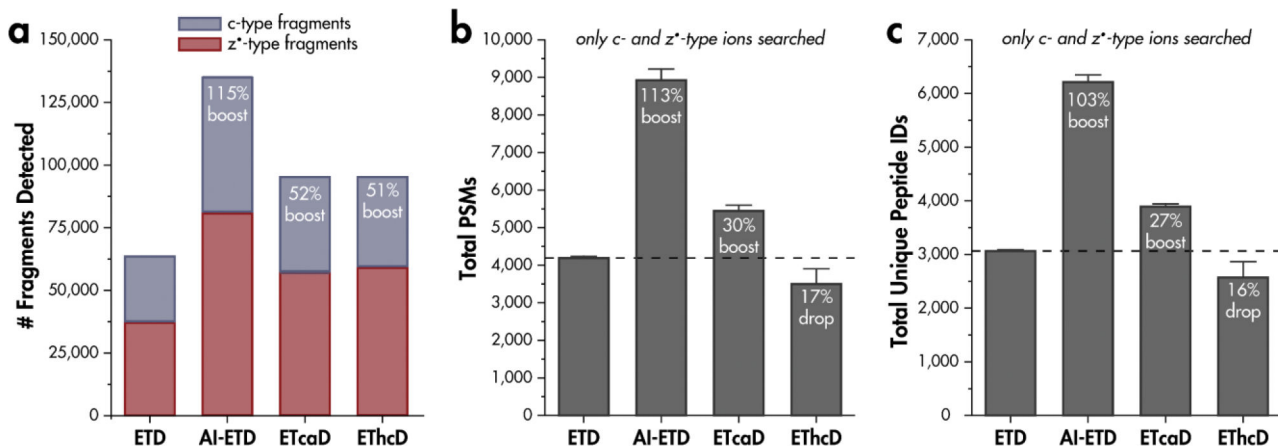 a
c-type fragments
z•-type fragments
# Fragments Detected
150,000
125,000
100,000
75,000
50,000
25,000
0
115%
boost
52%
boost
51%
boost
ETD AI-ETD ETcaD EThcD
b
only c- and z•-type ions searched
Total PSMs
10,000
9,000
8,000
7,000
6,000
5,000
4,000
3,000
2,000
1,000
0
113%
boost
30%
boost
17%
drop
ETD AI-ETD ETcaD EThcD
c
only c- and z•-type ions searched
Total Unique Peptide IDs
7,000
6,000
5,000
4,000
3,000
2,000
1,000
0
103%
boost
27%
boost
16%
drop
ETD AI-ETD ETcaD EThcD